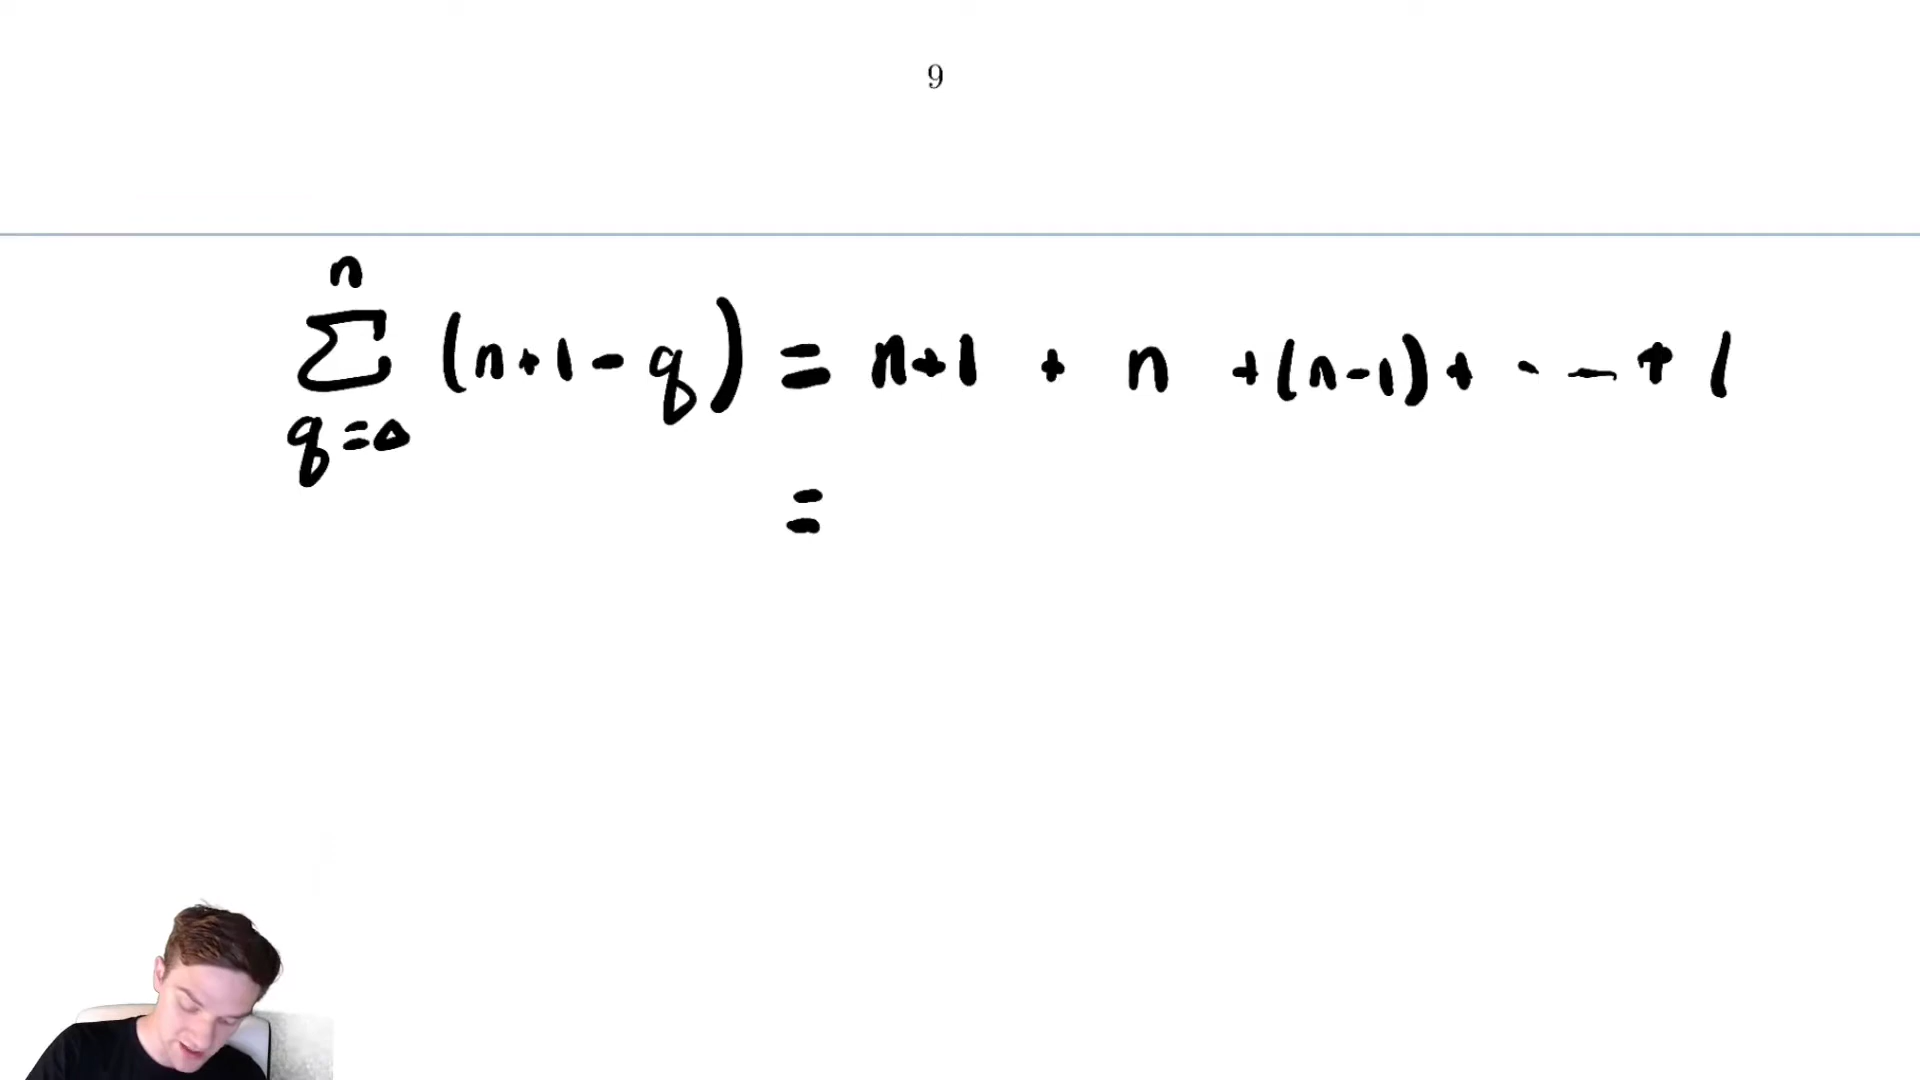 9
n
∑ (n+1-q) = n+1 + n +(n-1)+ ... + 1
q=0
=